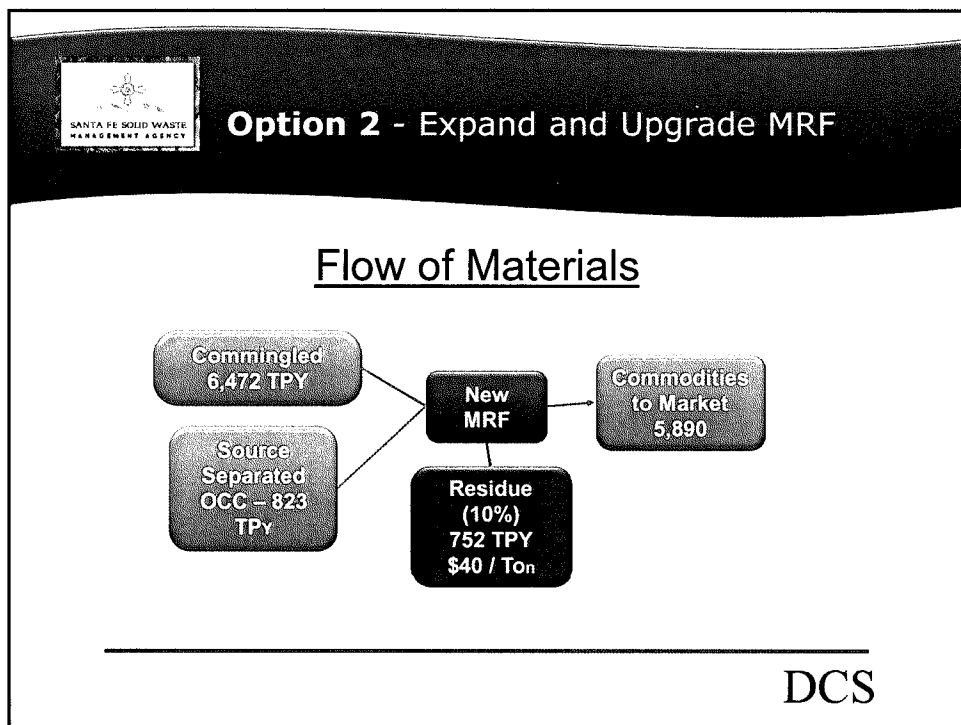 SANTA FE SOLID WASTE
MANAGEMENT AGENCY
Option 2 - Expand and Upgrade MRF
Flow of Materials
Commingled
6,472 TPY
Source
Separated
OCC – 823
TPY
New
MRF
Residue
(10%)
752 TPY
$40 / Ton
Commodities
to Market
5,890
DCS